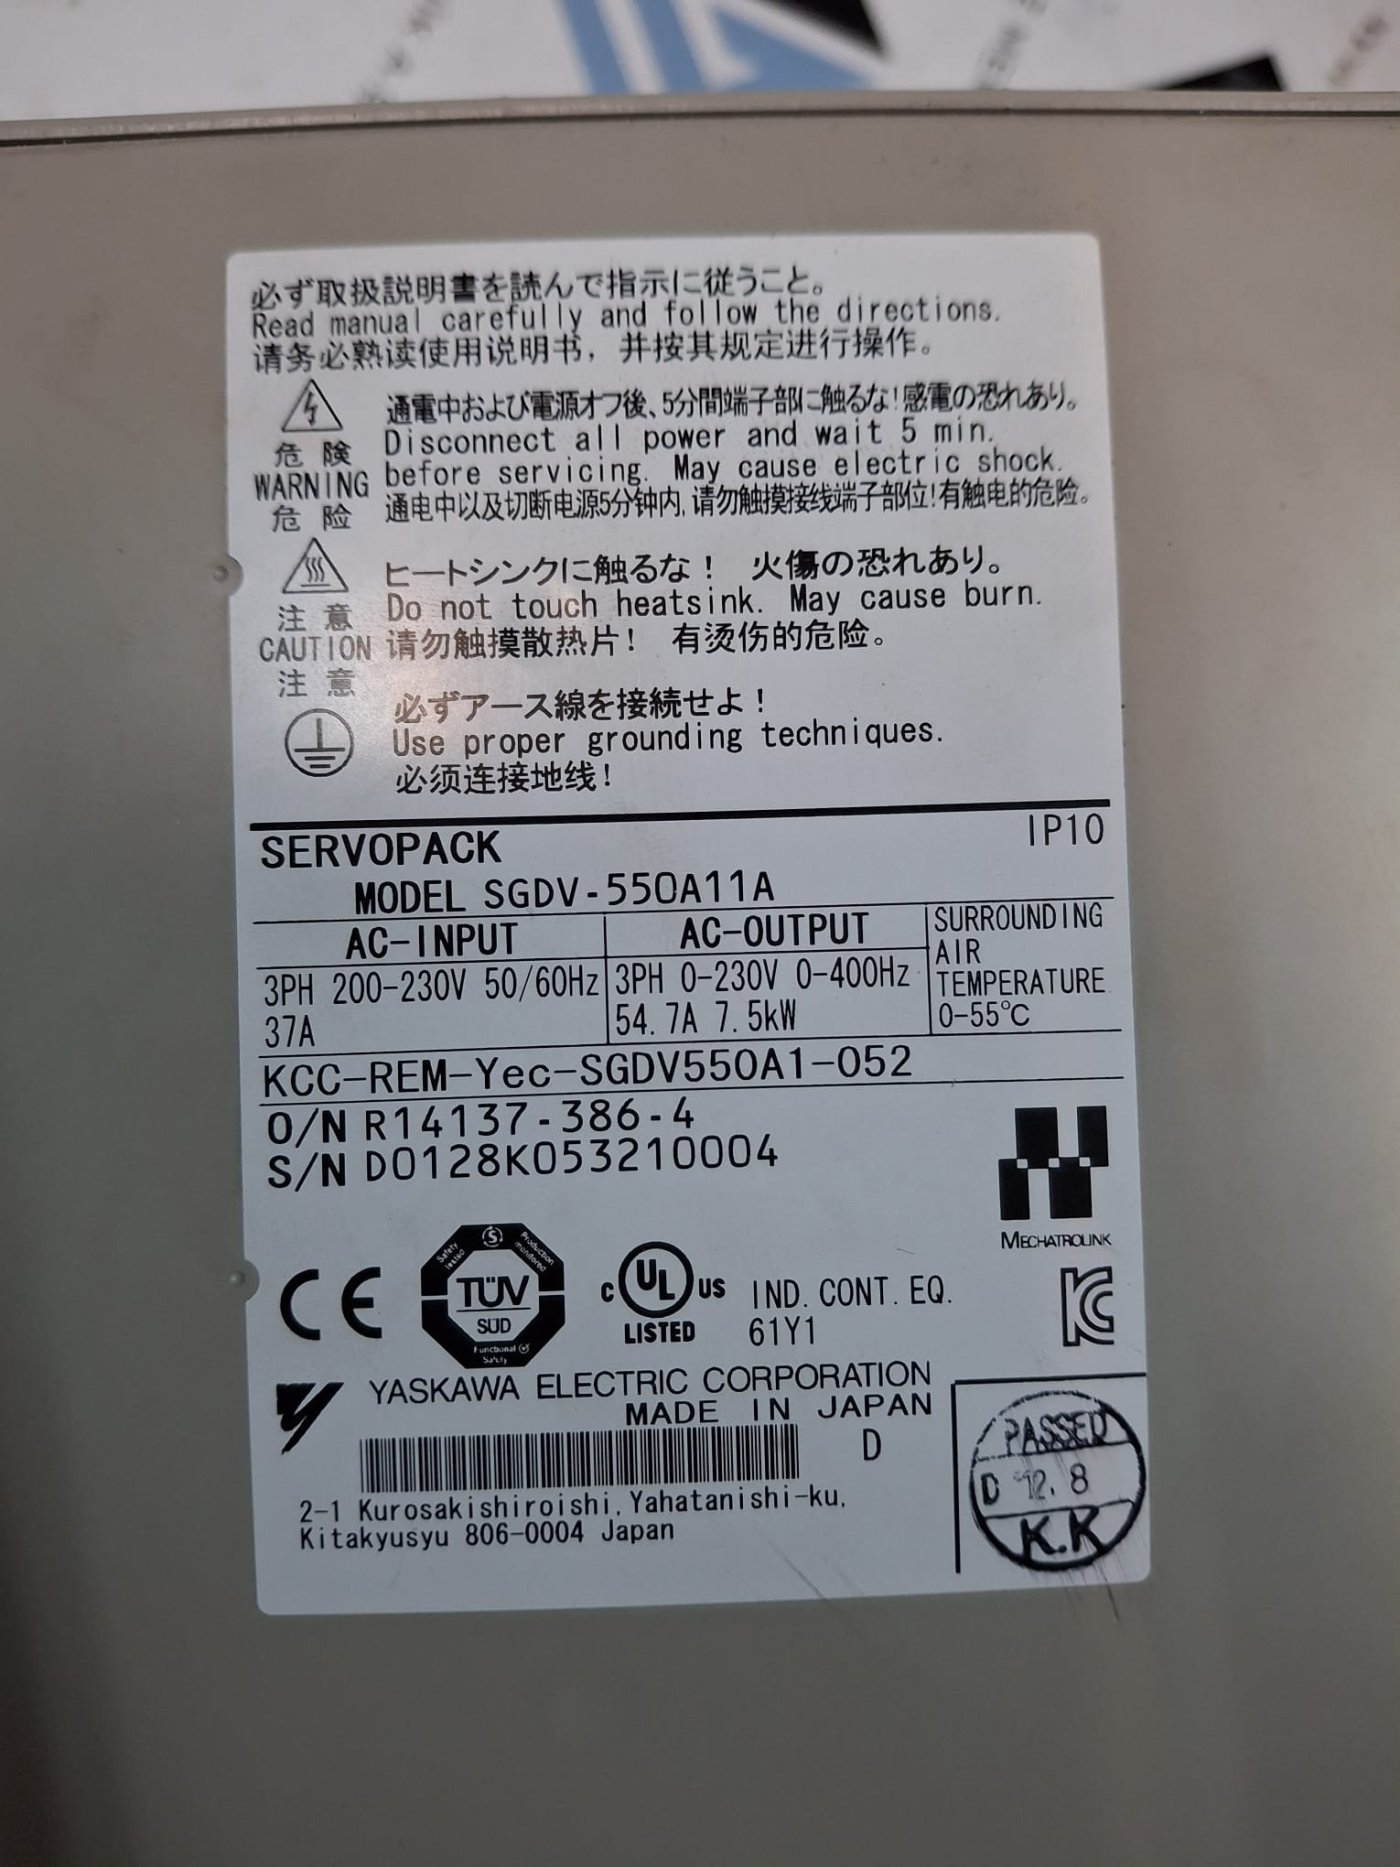 必ず取扱説明書を読んで指示に従うこと。
Read manual carefully and follow the directions.
请务必熟读使用说明书，并按其规定进行操作。
危 険
WARNING
危 险
通電中および電源オフ後、5分間端子部に触るな！感電の恐れあり。
Disconnect all power and wait 5 min.
before servicing. May cause electric shock.
通电中以及切断电源5分钟内,请勿触摸接线端子部位！有触电的危险。
注 意
CAUTION
注 意
ヒートシンクに触るな！ 火傷の恐れあり。
Do not touch heatsink. May cause burn.
请勿触摸散热片！ 有烫伤的危险。
必ずアース線を接続せよ！
Use proper grounding techniques.
必须连接地线！
SERVOPACK IP10
MODEL SGDV-550A11A
AC-INPUT
3PH 200-230V 50/60Hz
37A
AC-OUTPUT
3PH 0-230V 0-400Hz
54.7A 7.5kW
SURROUNDING
AIR
TEMPERATURE
0-55℃
KCC-REM-Yec-SGDV550A1-052
O/N R14137-386-4
S/N D0128K053210004
MECHATROLINK
CE
Safety tested
Production monitored
TÜV
SÜD
Functional
Safety
C UL US
LISTED
IND. CONT. EQ.
61Y1
KC
YASKAWA ELECTRIC CORPORATION
MADE IN JAPAN
D
2-1 Kurosakishiroishi, Yahatanishi-ku,
Kitakyusyu 806-0004 Japan
PASSED
D '12. 8
K.K